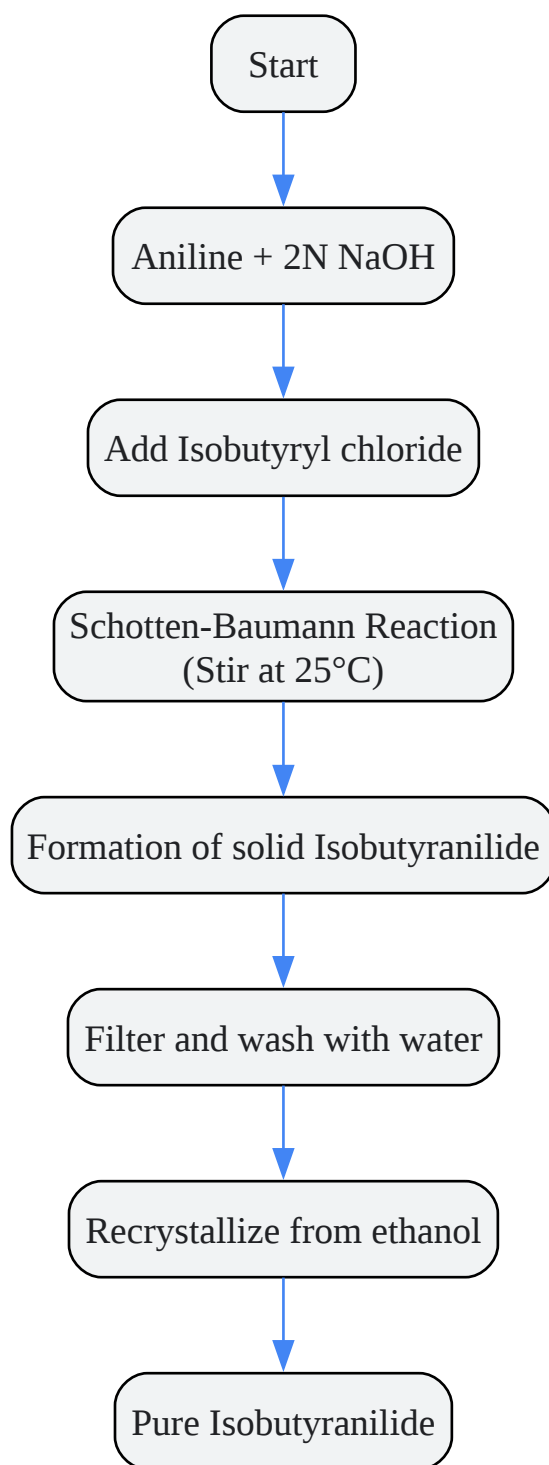 Start
Aniline + 2N NaOH
Add Isobutyryl chloride
Schotten-Baumann Reaction
(Stir at 25°C)
Formation of solid Isobutyranilide
Filter and wash with water
Recrystallize from ethanol
Pure Isobutyranilide